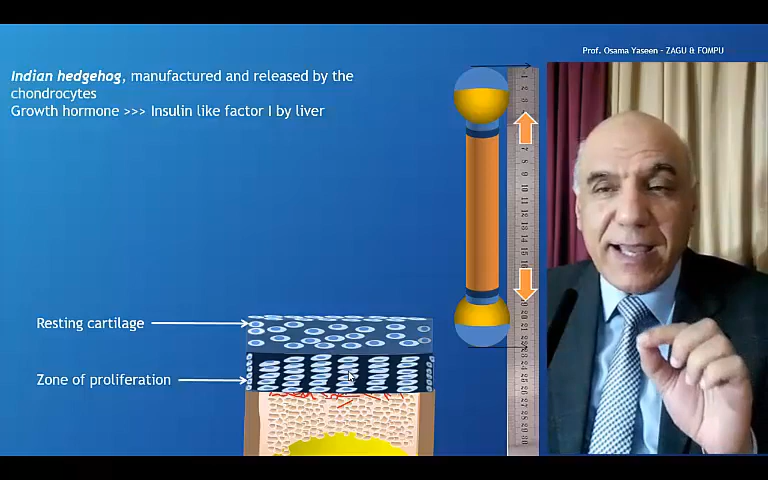 Prof. Osama Yaseen - ZAGU & FOMPU
Indian hedgehog, manufactured and released by the
chondrocytes
Growth hormone >>> Insulin like factor I by liver
Resting cartilage
Zone of proliferation